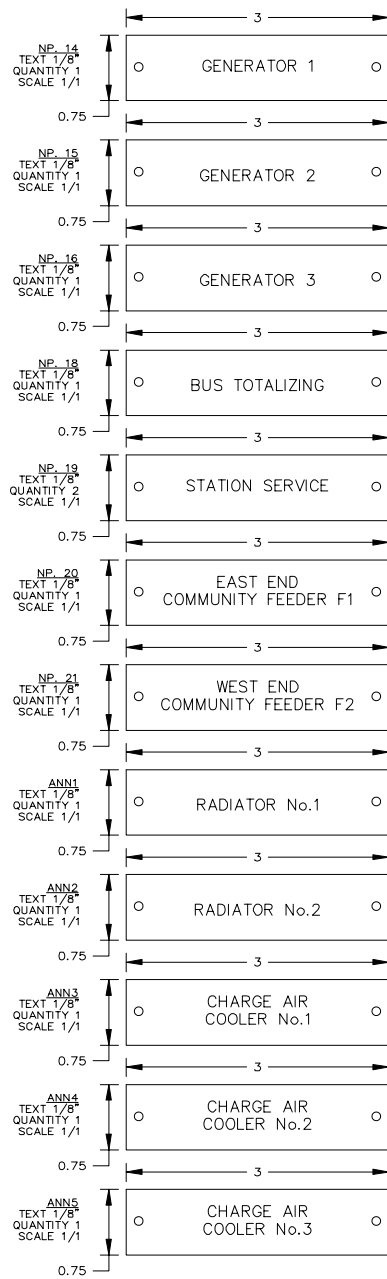 3
NP. 14
TEXT 1/8"
QUANTITY 1
SCALE 1/1
GENERATOR 1
0.75
3
NP. 15
TEXT 1/8"
QUANTITY 1
SCALE 1/1
GENERATOR 2
0.75
3
NP. 16
TEXT 1/8"
QUANTITY 1
SCALE 1/1
GENERATOR 3
0.75
3
NP. 18
TEXT 1/8"
QUANTITY 1
SCALE 1/1
BUS TOTALIZING
0.75
3
NP. 19
TEXT 1/8"
QUANTITY 2
SCALE 1/1
STATION SERVICE
0.75
3
NP. 20
TEXT 1/8"
QUANTITY 1
SCALE 1/1
EAST END
COMMUNITY FEEDER F1
0.75
3
NP. 21
TEXT 1/8"
QUANTITY 1
SCALE 1/1
WEST END
COMMUNITY FEEDER F2
0.75
3
ANN1
TEXT 1/8"
QUANTITY 1
SCALE 1/1
RADIATOR No.1
0.75
3
ANN2
TEXT 1/8"
QUANTITY 1
SCALE 1/1
RADIATOR No.2
0.75
3
ANN3
TEXT 1/8"
QUANTITY 1
SCALE 1/1
CHARGE AIR
COOLER No.1
0.75
3
ANN4
TEXT 1/8"
QUANTITY 1
SCALE 1/1
CHARGE AIR
COOLER No.2
0.75
3
ANN5
TEXT 1/8"
QUANTITY 1
SCALE 1/1
CHARGE AIR
COOLER No.3
0.75